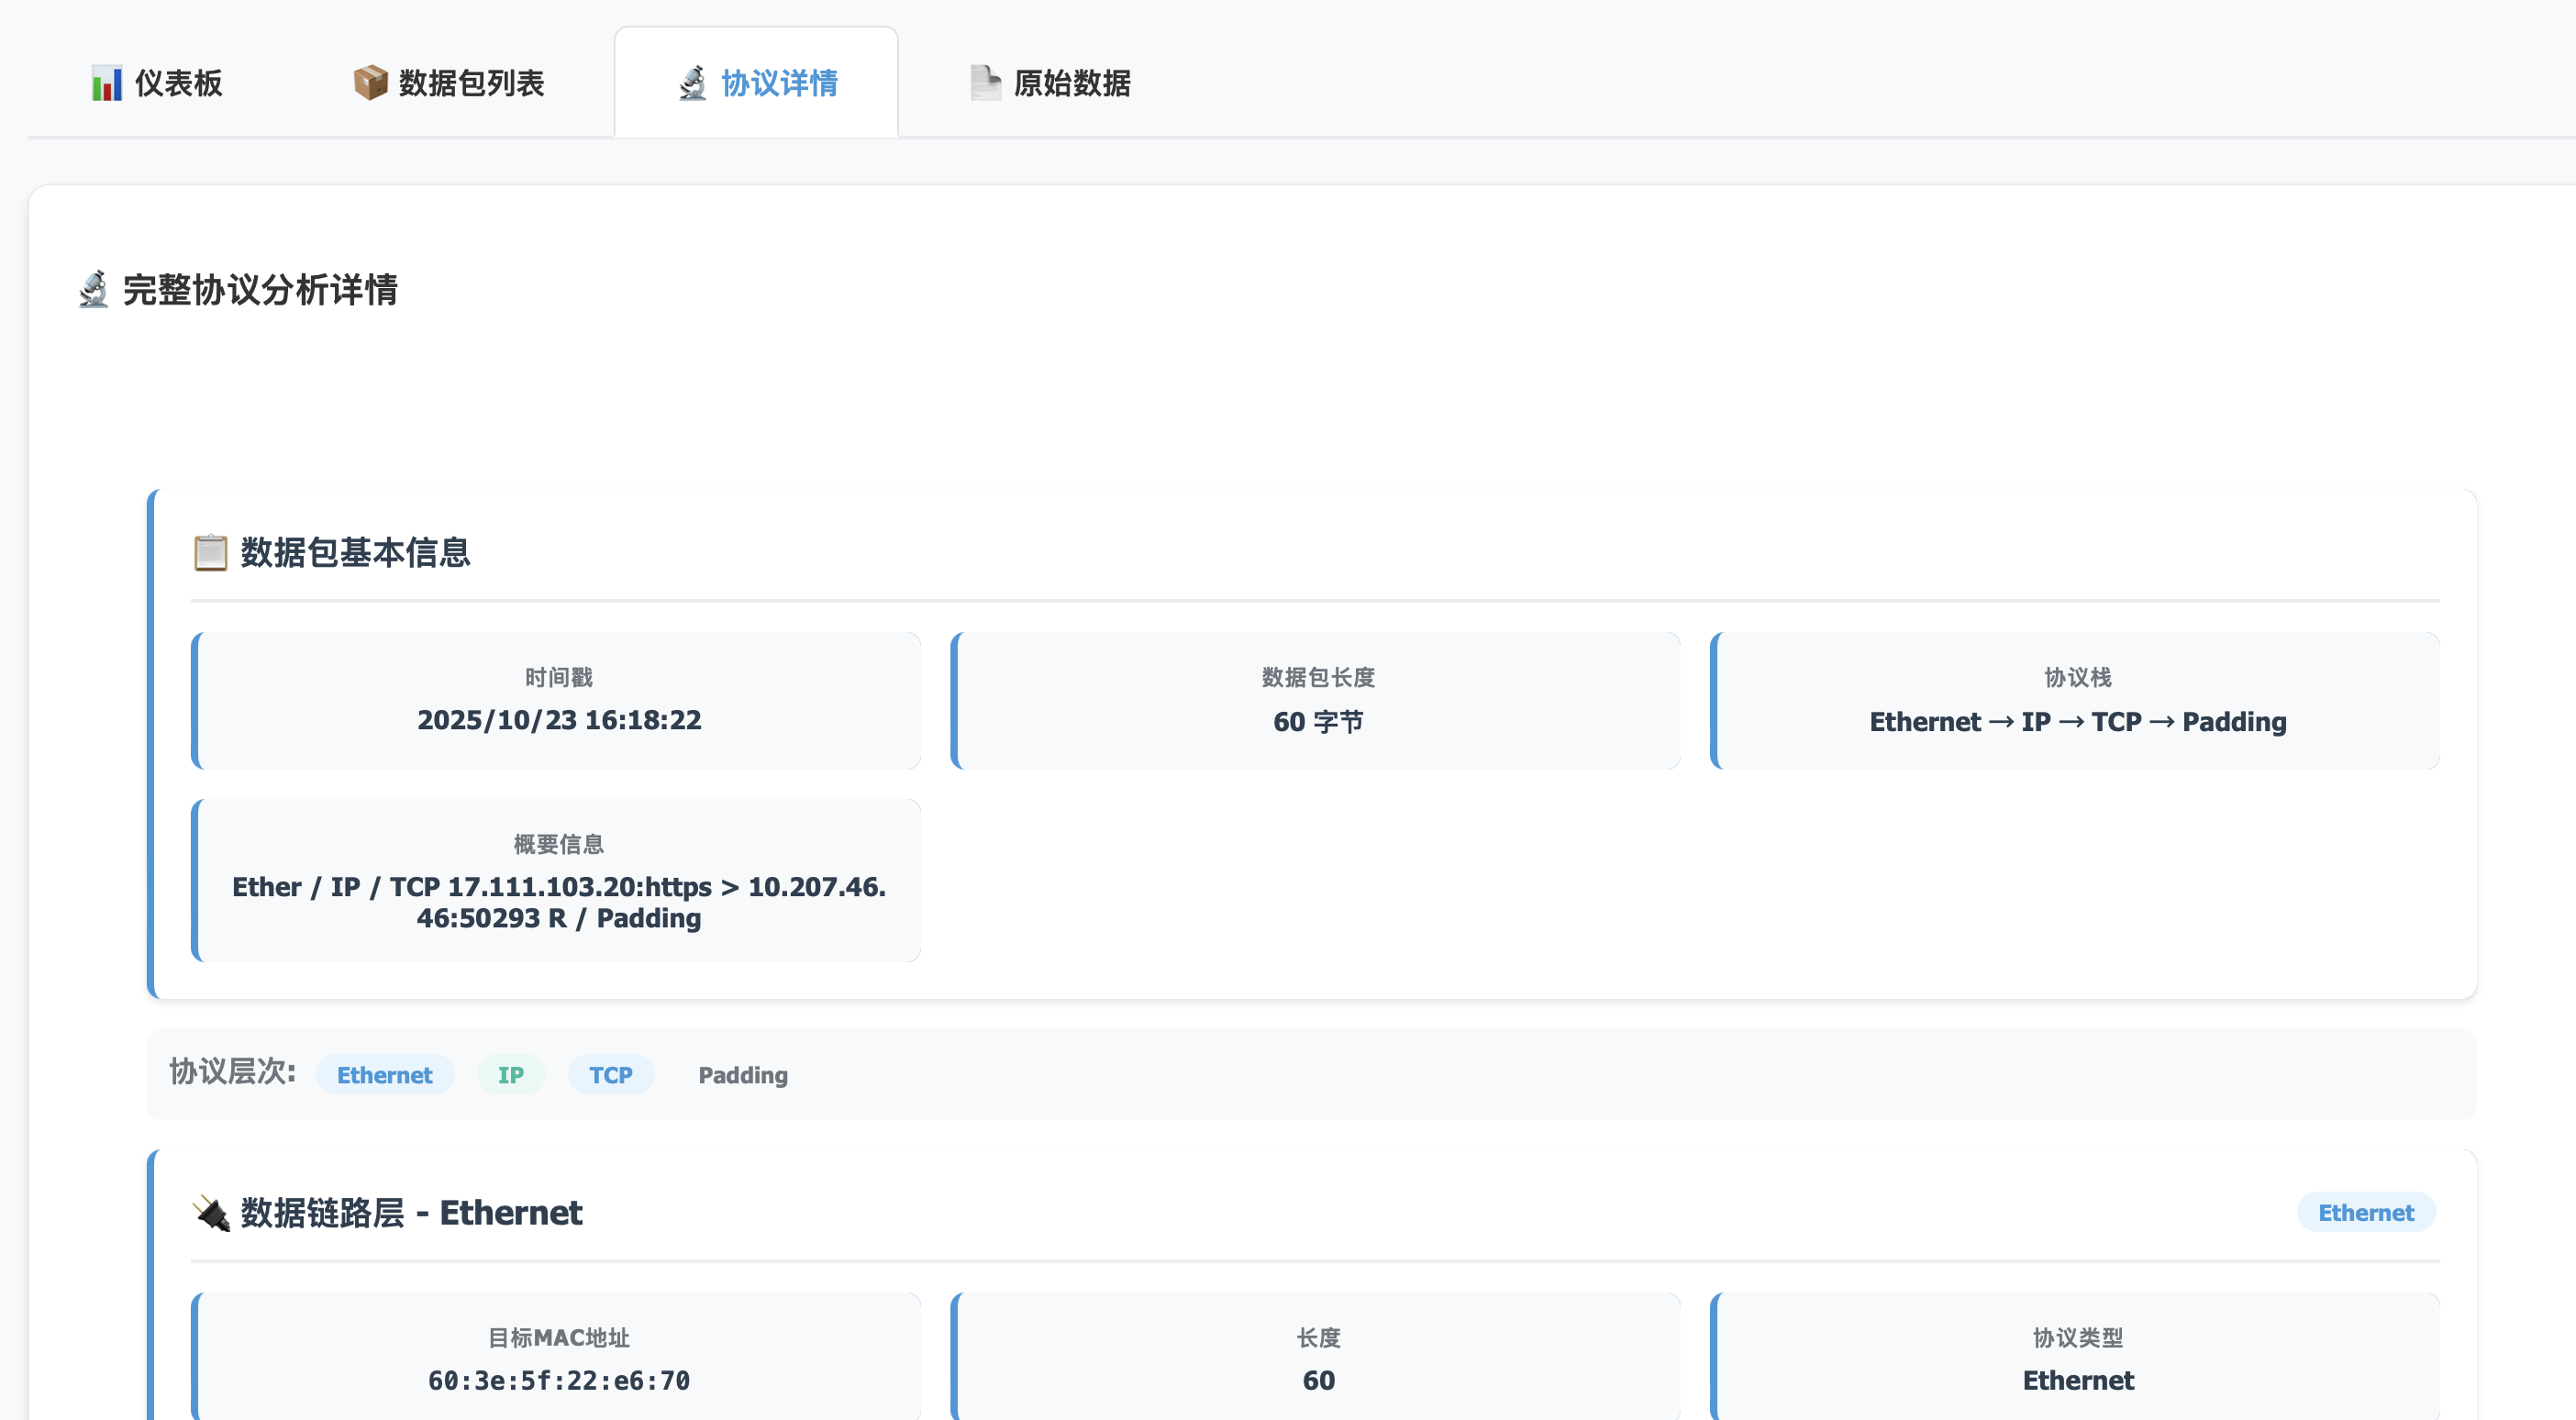 仪表板
数据包列表
协议详情
原始数据
完整协议分析详情
数据包基本信息
时间戳
2025/10/23 16:18:22
数据包长度
60 字节
协议栈
Ethernet → IP → TCP → Padding
概要信息
Ether / IP / TCP 17.111.103.20:https > 10.207.46.
46:50293 R / Padding
协议层次: Ethernet IP TCP Padding
数据链路层 - Ethernet
Ethernet
目标MAC地址
60:3e:5f:22:e6:70
长度
60
协议类型
Ethernet